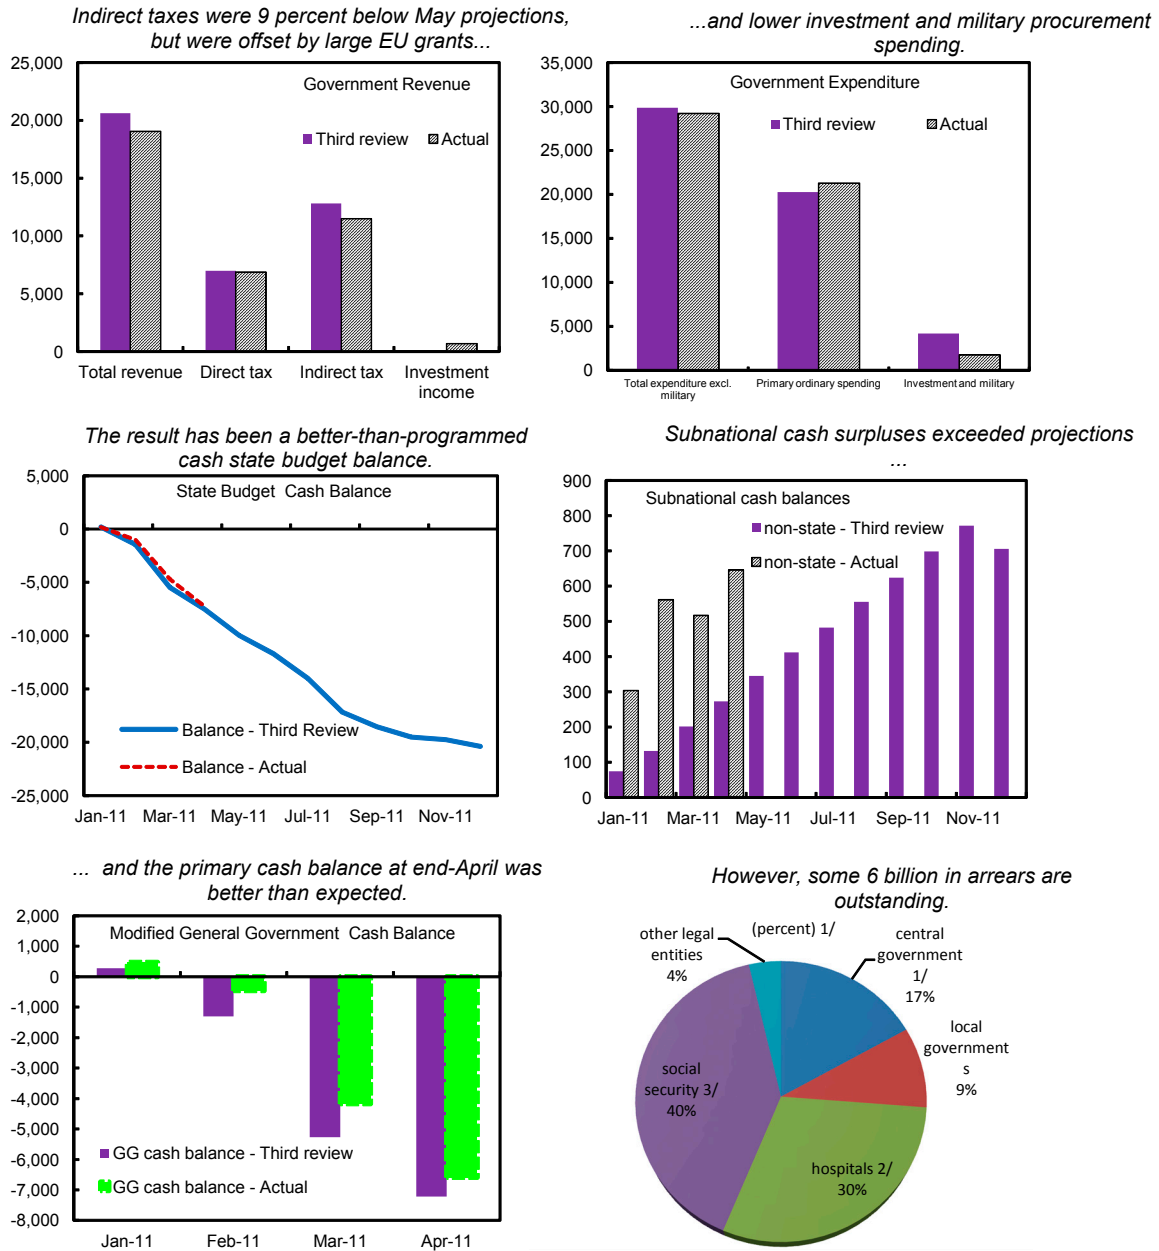 Indirect taxes were 9 percent below May projections,
but were offset by large EU grants...
25,000
20,000
15,000
10,000
5,000
0
Government Revenue
Third review
Actual
Total revenue
Direct tax
Indirect tax
Investment
income
...and lower investment and military procurement
spending.
35,000
30,000
25,000
20,000
15,000
10,000
5,000
0
Government Expenditure
Third review
Actual
Total expenditure excl.
military
Primary ordinary spending
Investment and military
The result has been a better-than-programmed
cash state budget balance.
5,000
0
-5,000
-10,000
-15,000
-20,000
-25,000
State Budget Cash Balance
Balance - Third Review
Balance - Actual
Jan-11
Mar-11
May-11
Jul-11
Sep-11
Nov-11
Subnational cash surpluses exceeded projections
...
900
800
700
600
500
400
300
200
100
0
Subnational cash balances
non-state - Third review
non-state - Actual
Jan-11
Mar-11
May-11
Jul-11
Sep-11
Nov-11
... and the primary cash balance at end-April was
better than expected.
2,000
1,000
0
-1,000
-2,000
-3,000
-4,000
-5,000
-6,000
-7,000
-8,000
Modified General Government Cash Balance
GG cash balance - Third review
GG cash balance - Actual
Jan-11
Feb-11
Mar-11
Apr-11
However, some 6 billion in arrears are
outstanding.
(percent) 1/
other legal
entities
4%
central
government
1/
17%
local
government
s
9%
social
security 3/
40%
hospitals 2/
30%